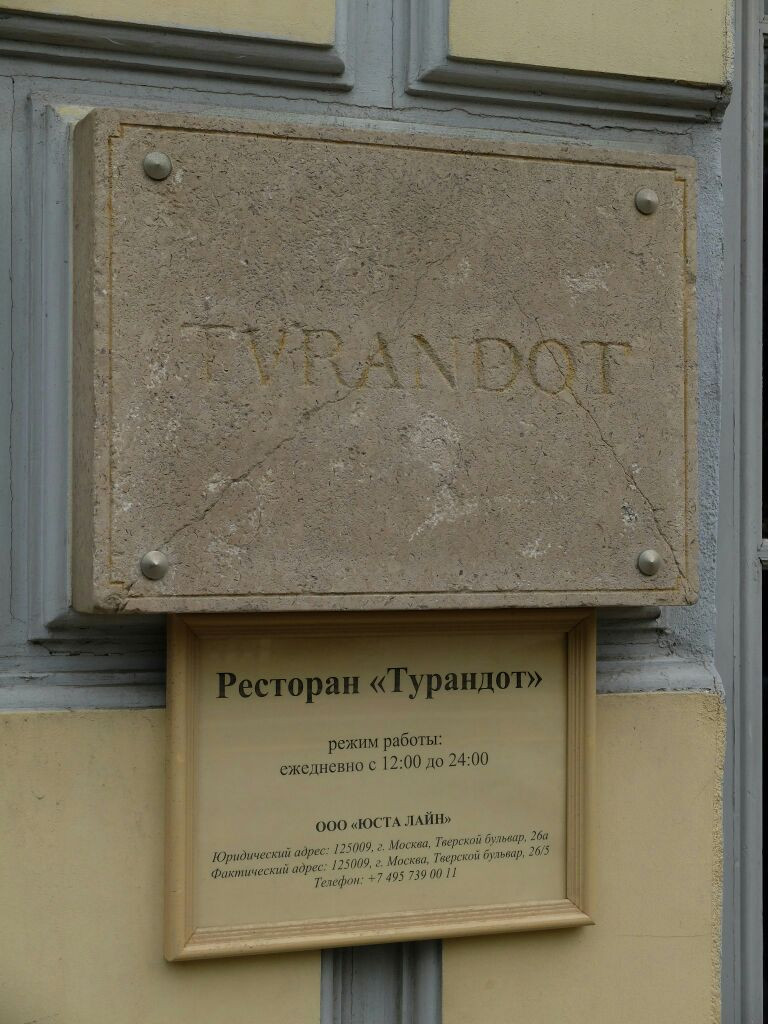 TVRANDOT
Ресторан «Турандот»
режим работы:
ежедневно с 12:00 до 24:00
ООО «ЮСТА ЛАЙН»
Юридический адрес: 125009, г. Москва, Тверской бульвар, 26а
Фактический адрес: 125009, г. Москва, Тверской бульвар, 26/5
Телефон: +7 495 739 00 11